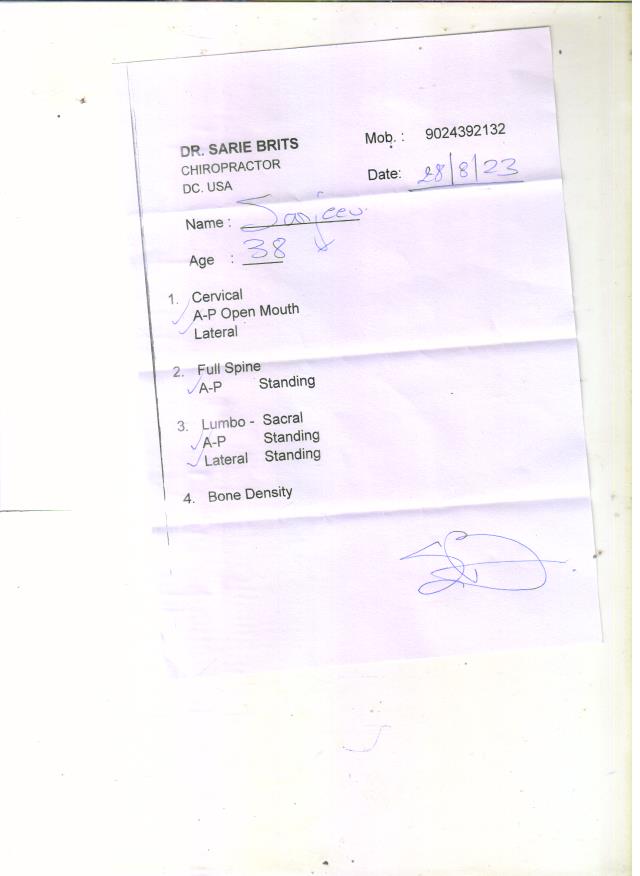 DR. SARIE BRITS
CHIROPRACTOR
DC. USA
Mob. : 9024392132
Date: 28/8/23
Name : Sanjeev
Age : 38
1. Cervical
✓ A-P Open Mouth
✓ Lateral
2. Full Spine
✓ A-P Standing
3. Lumbo - Sacral
✓ A-P Standing
✓ Lateral Standing
4. Bone Density